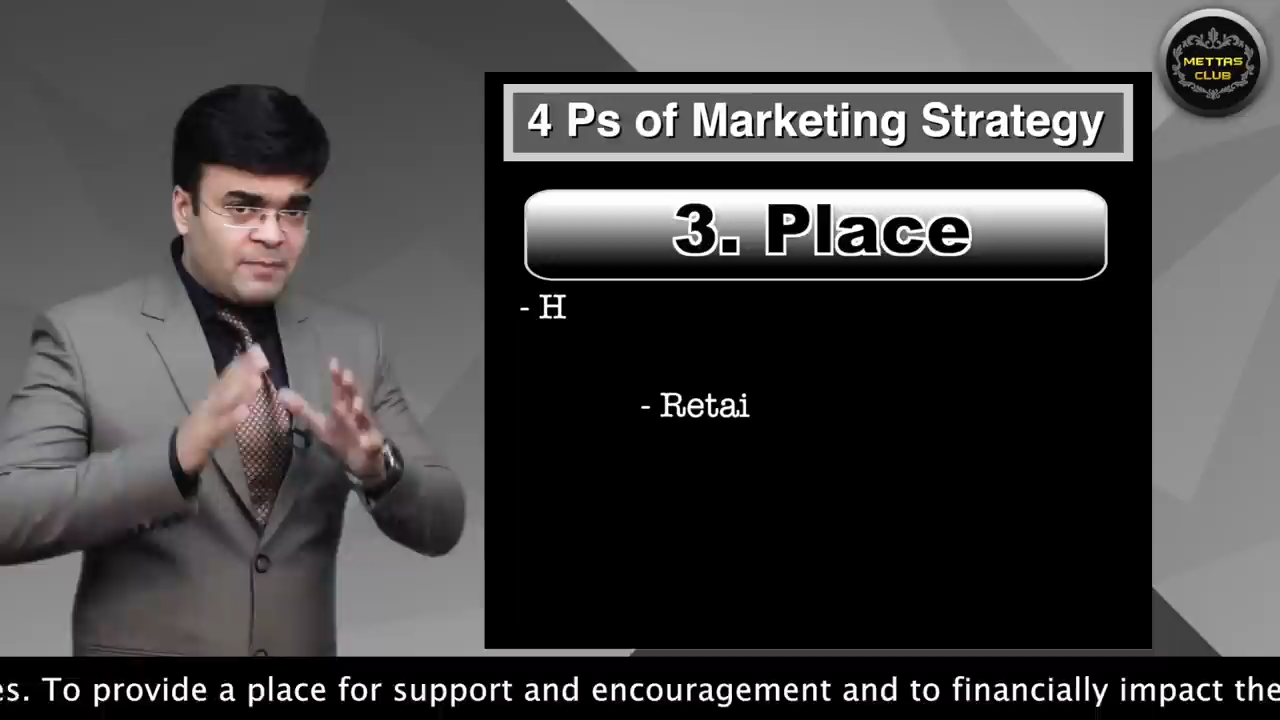 METTAS
CLUB
4 Ps of Marketing Strategy
3. Place
- H
- Retai
es. To provide a place for support and encouragement and to financially impact the